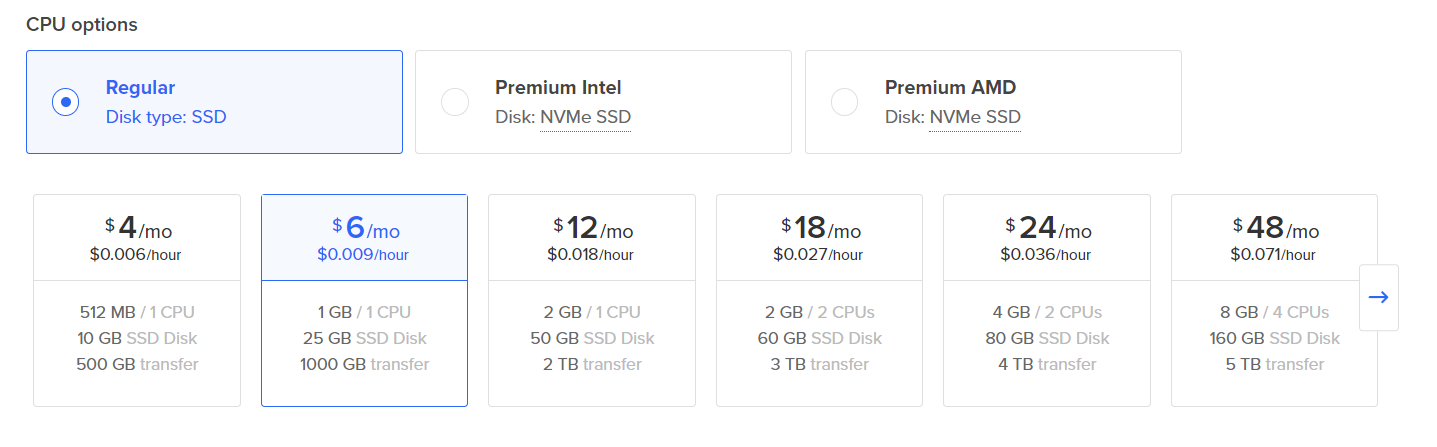 CPU options
Regular
Disk type: SSD
Premium Intel
Disk: NVMe SSD
Premium AMD
Disk: NVMe SSD
$4/mo
$0.006/hour
512 MB / 1 CPU
10 GB SSD Disk
500 GB transfer
$6/mo
$0.009/hour
1 GB / 1 CPU
25 GB SSD Disk
1000 GB transfer
$12/mo
$0.018/hour
2 GB / 1 CPU
50 GB SSD Disk
2 TB transfer
$18/mo
$0.027/hour
2 GB / 2 CPUs
60 GB SSD Disk
3 TB transfer
$24/mo
$0.036/hour
4 GB / 2 CPUs
80 GB SSD Disk
4 TB transfer
$48/mo
$0.071/hour
8 GB / 4 CPUs
160 GB SSD Disk
5 TB transfer
→